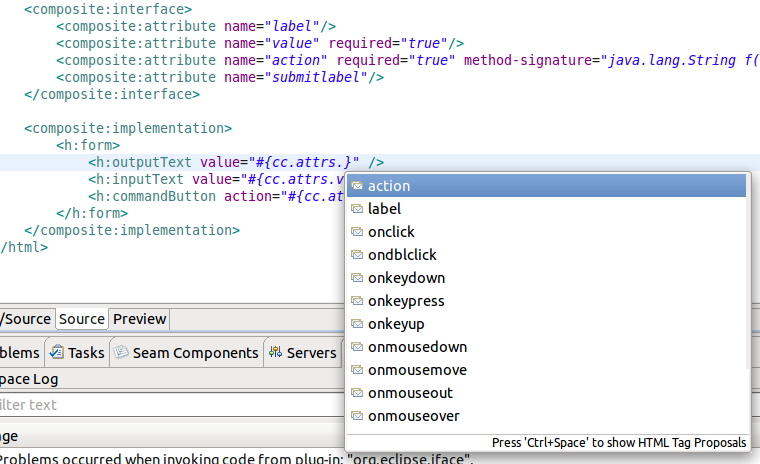 <composite:interface>
<composite:attribute name="label"/>
<composite:attribute name="value" required="true"/>
<composite:attribute name="action" required="true" method-signature="java.lang.String f(
<composite:attribute name="submitlabel"/>
</composite:interface>
<composite:implementation>
<h:form>
<h:outputText value="#{cc.attrs.}" />
<h:inputText value="#{cc.attrs.v
<h:commandButton action="#{cc.at
</h:form>
</composite:implementation>
/html>
action
label
onclick
ondblclick
onkeydown
onkeypress
onkeyup
onmousedown
onmousemove
onmouseout
onmouseover
Press 'Ctrl+Space' to show HTML Tag Proposals
/Source Source Preview
blems Tasks Seam Components Servers
pace Log
ilter text
ge
Problems occurred when invoking code from plug-in: "org.eclipse.jface".